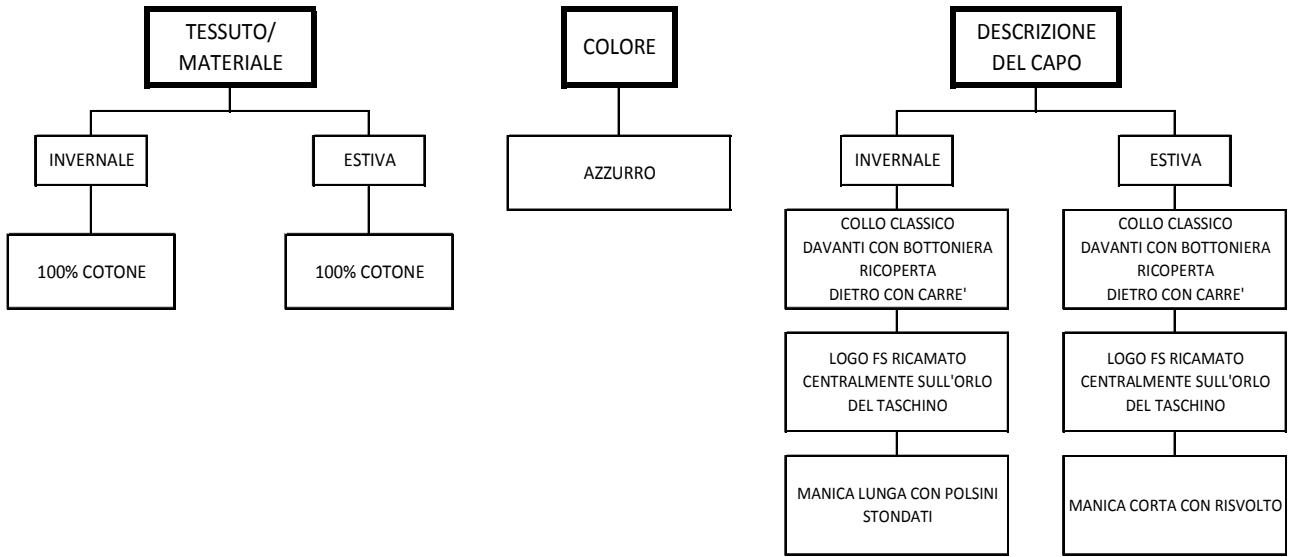 TESSUTO/
MATERIALE
INVERNALE
ESTIVA
100% COTONE
100% COTONE
COLORE
AZZURRO
DESCRIZIONE
DEL CAPO
INVERNALE
COLLO CLASSICO
DAVANTI CON BOTTONIERA
RICOPERTA
DIETRO CON CARRE'
LOGO FS RICAMATO
CENTRALMENTE SULL'ORLO
DEL TASCHINO
MANICA LUNGA CON POLSINI
STONDATI
ESTIVA
COLLO CLASSICO
DAVANTI CON BOTTONIERA
RICOPERTA
DIETRO CON CARRE'
LOGO FS RICAMATO
CENTRALMENTE SULL'ORLO
DEL TASCHINO
MANICA CORTA CON RISVOLTO